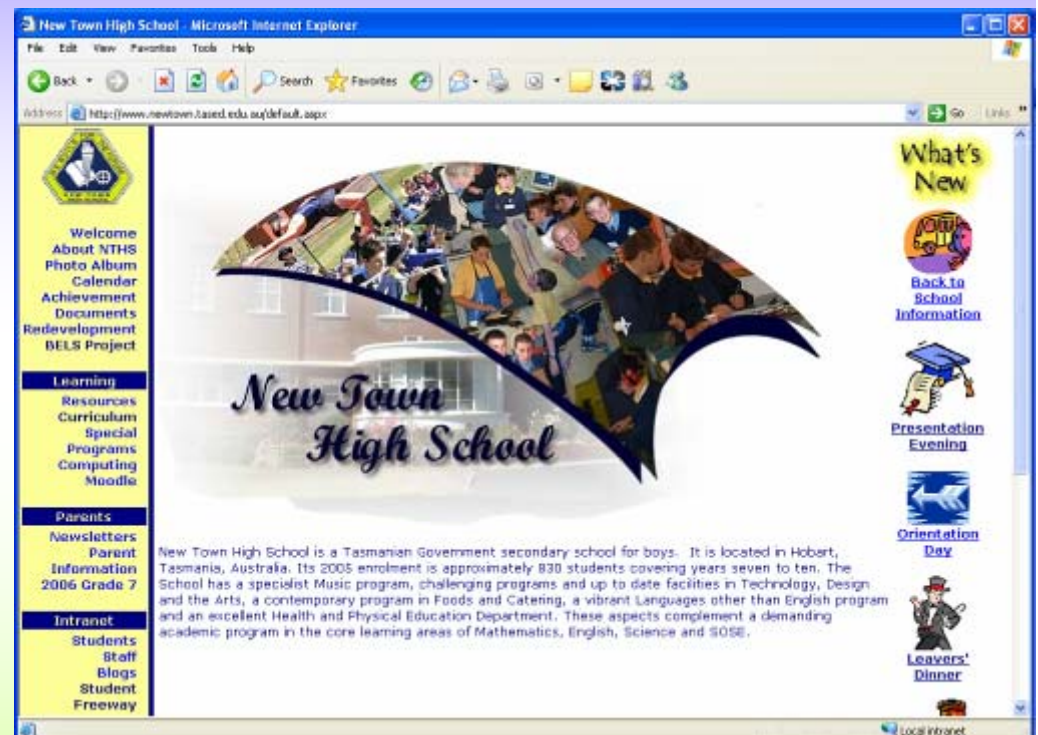 New Town High School - Microsoft Internet Explorer
File Edit View Favorites Tools Help
Back Search Favorites
Address http://www.newtown.tased.edu.au/default.aspx Go Links »
NEW TOWN
Welcome
About NTHS
Photo Album
Calendar
Achievement
Documents
Redevelopment
BELS Project
Learning
Resources
Curriculum
Special
Programs
Computing
Moodle
Parents
Newsletters
Parent
Information
2006 Grade 7
Intranet
Students
Staff
Blogs
Student
Freeway
New Town
High School
New Town High School is a Tasmanian Government secondary school for boys. It is located in Hobart,
Tasmania, Australia. Its 2005 enrolment is approximately 830 students covering years seven to ten. The
School has a specialist Music program, challenging programs and up to date facilities in Technology, Design
and the Arts, a contemporary program in Foods and Catering, a vibrant Languages other than English program
and an excellent Health and Physical Education Department. These aspects complement a demanding
academic program in the core learning areas of Mathematics, English, Science and SOSE.
What's
New
Back to
School
Information
Presentation
Evening
Orientation
Day
Leavers'
Dinner
Local intranet